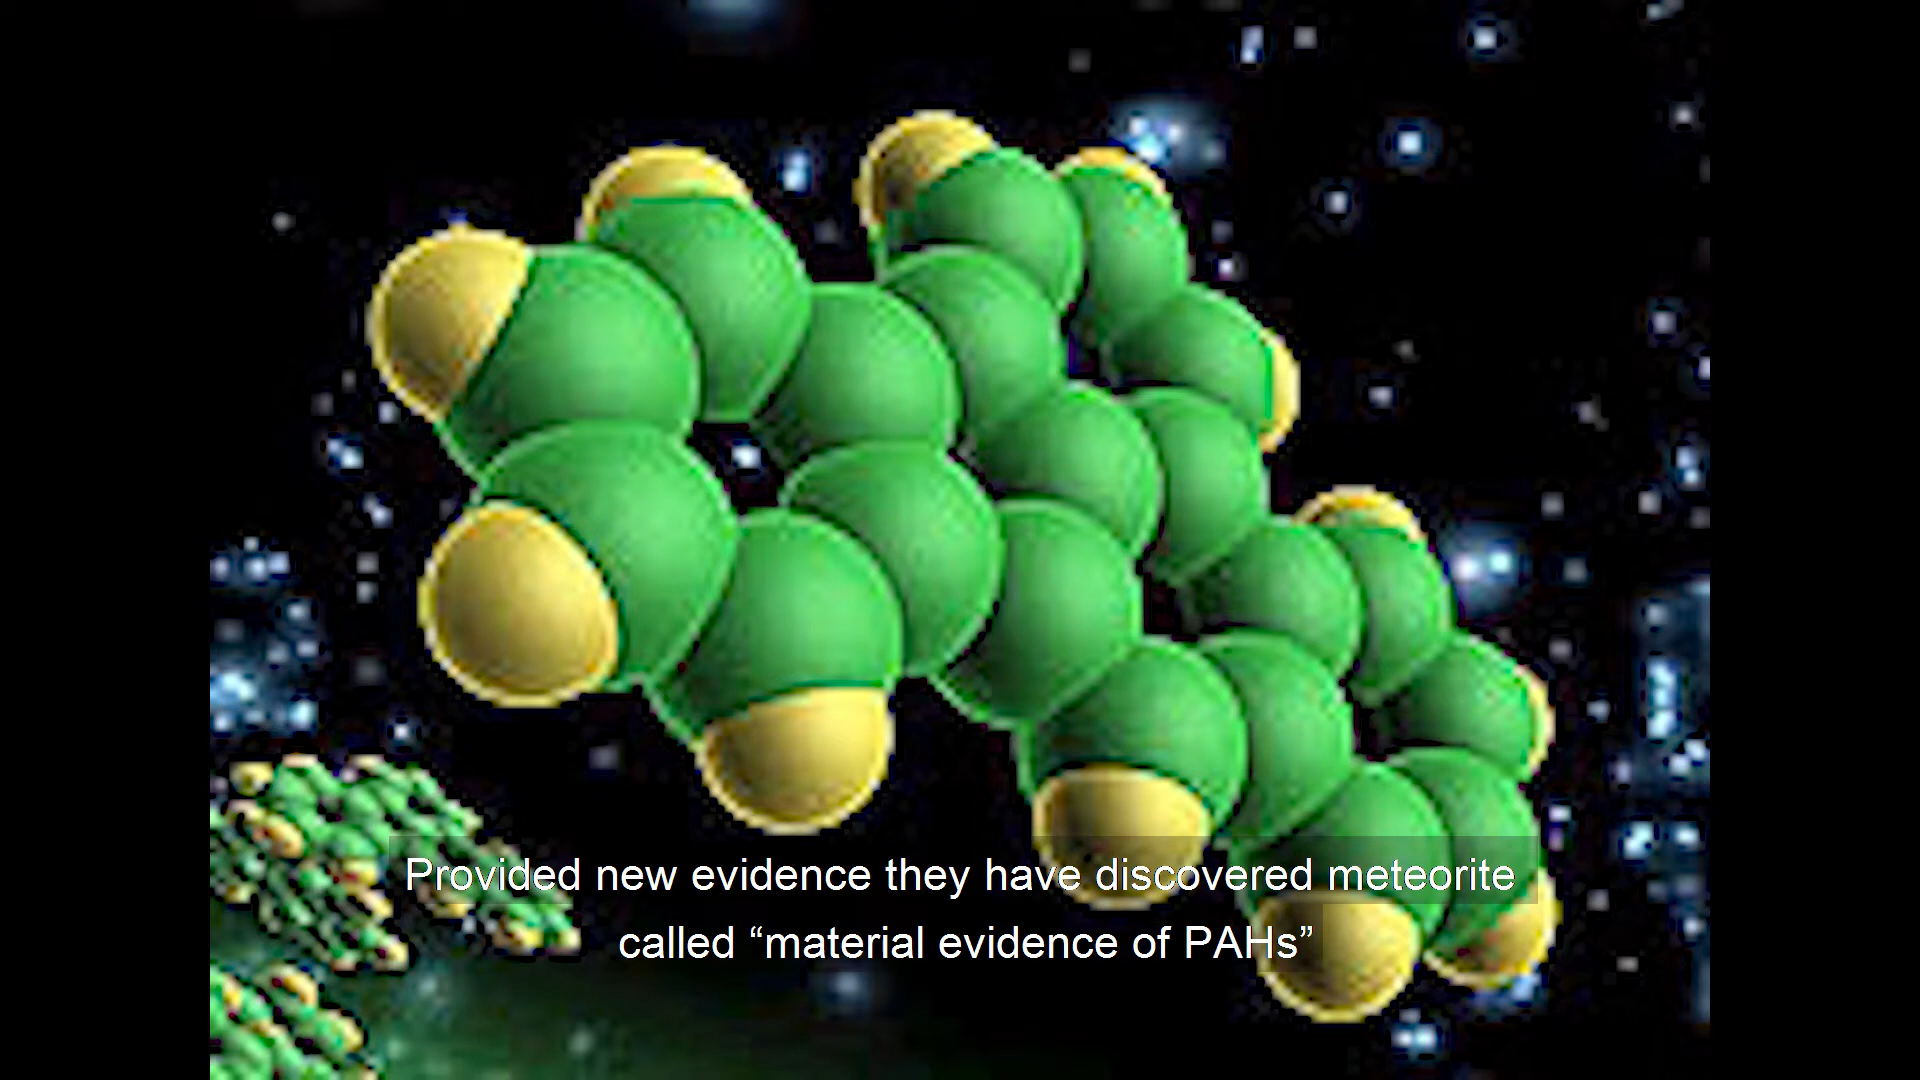 Provided new evidence they have discovered meteorite
called “material evidence of PAHs”